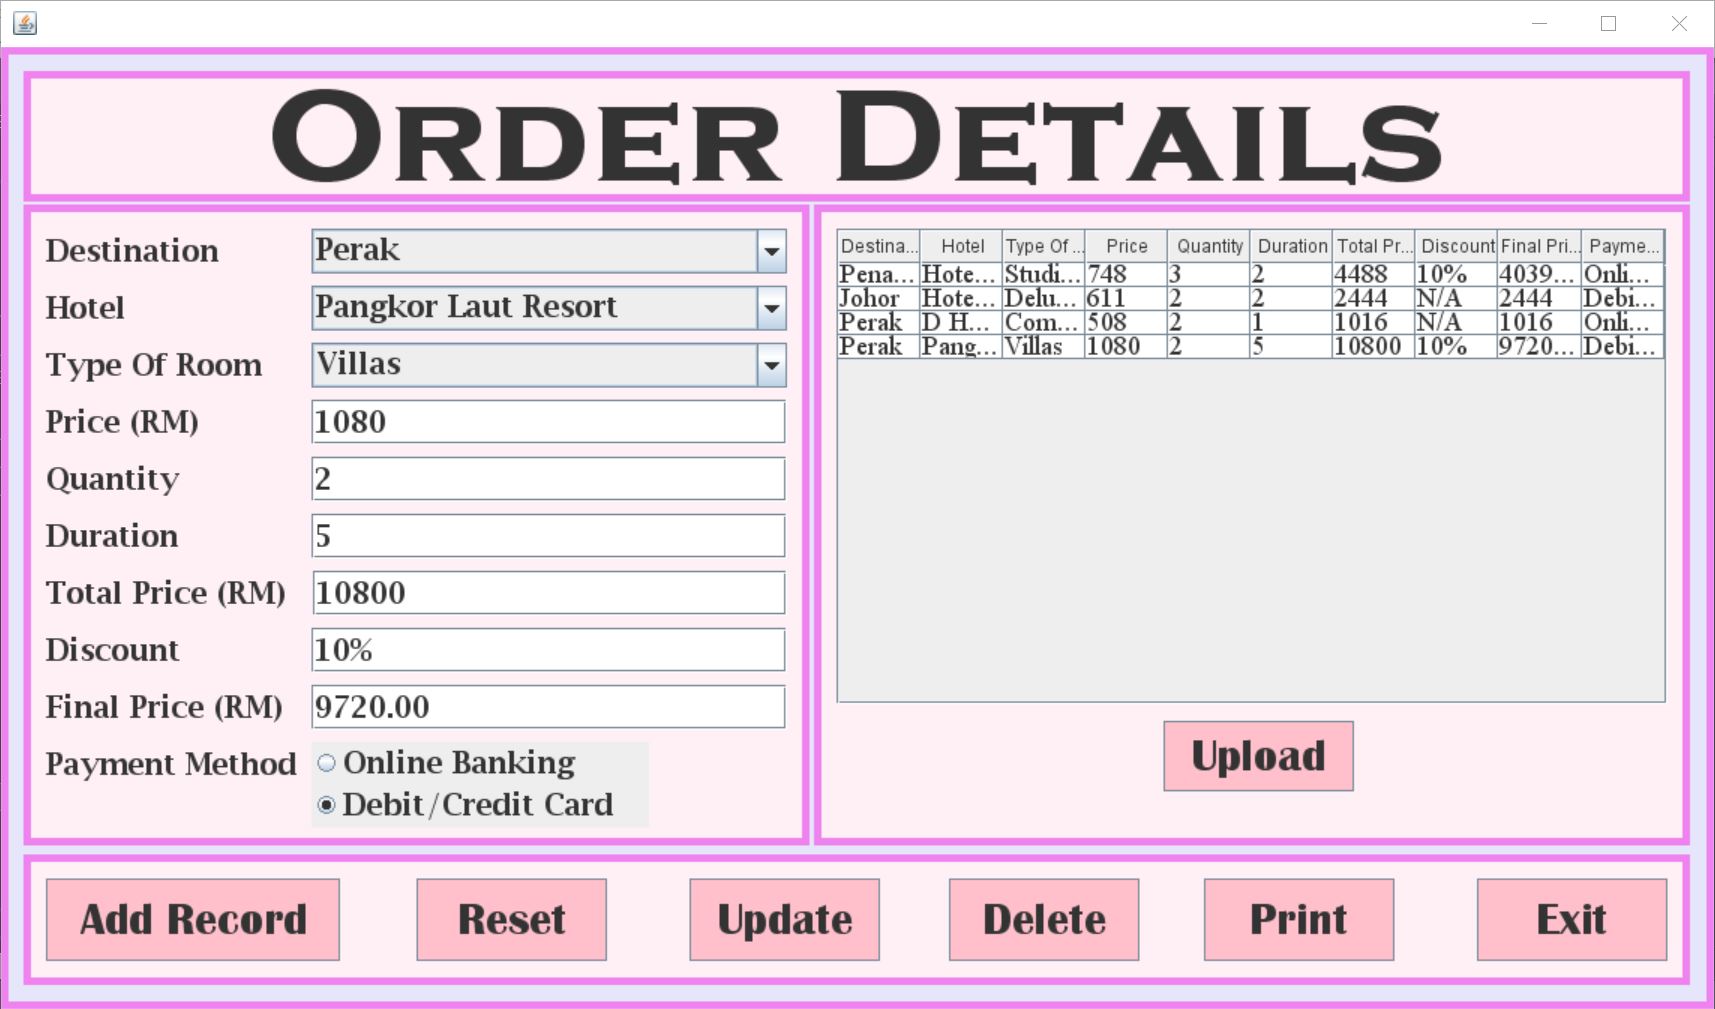 ORDER DETAILS
Destination Perak
Hotel Pangkor Laut Resort
Type Of Room Villas
Price (RM) 1080
Quantity 2
Duration 5
Total Price (RM) 10800
Discount 10%
Final Price (RM) 9720.00
Payment Method Online Banking
Debit/Credit Card
Destina... Hotel Type Of ... Price Quantity Duration Total Pr... Discount Final Pri... Payme...
Pena... Hote... Studi... 748 3 2 4488 10% 4039... Onli...
Johor Hote... Delu... 611 2 2 2444 N/A 2444 Debi...
Perak D H... Com... 508 2 1 1016 N/A 1016 Onli...
Perak Pang... Villas 1080 2 5 10800 10% 9720... Debi...
Upload
Add Record Reset Update Delete Print Exit